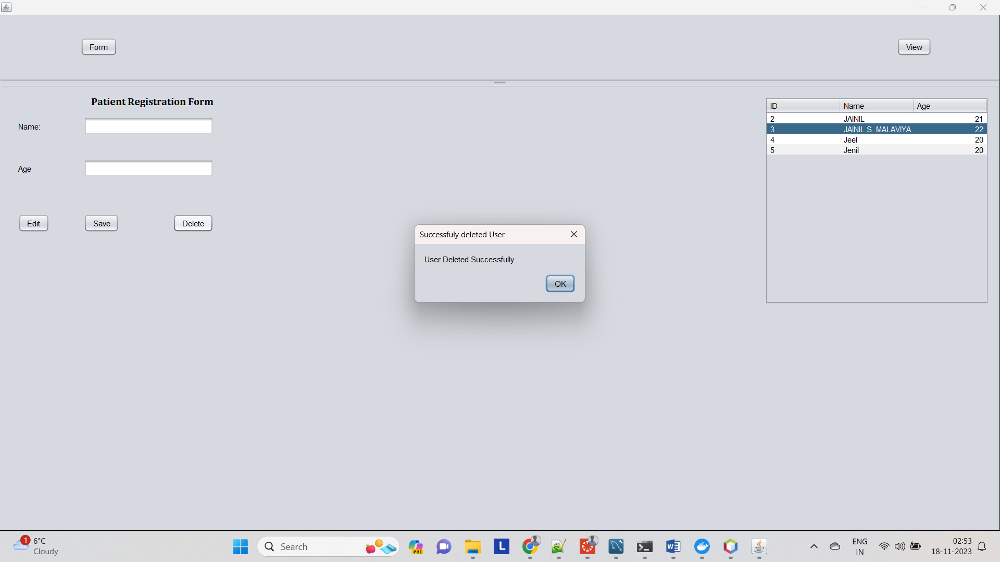 Form
View
Patient Registration Form
Name:
Age
Edit Save Delete
ID Name Age
2 JAINIL 21
3 JAINIL S. MALAVIYA 22
4 Jeel 20
5 Jenil 20
Successfuly deleted User
User Deleted Successfully
OK
1
6°C
Cloudy
Search
PRE
L
W
ENG
IN
02:53
18-11-2023